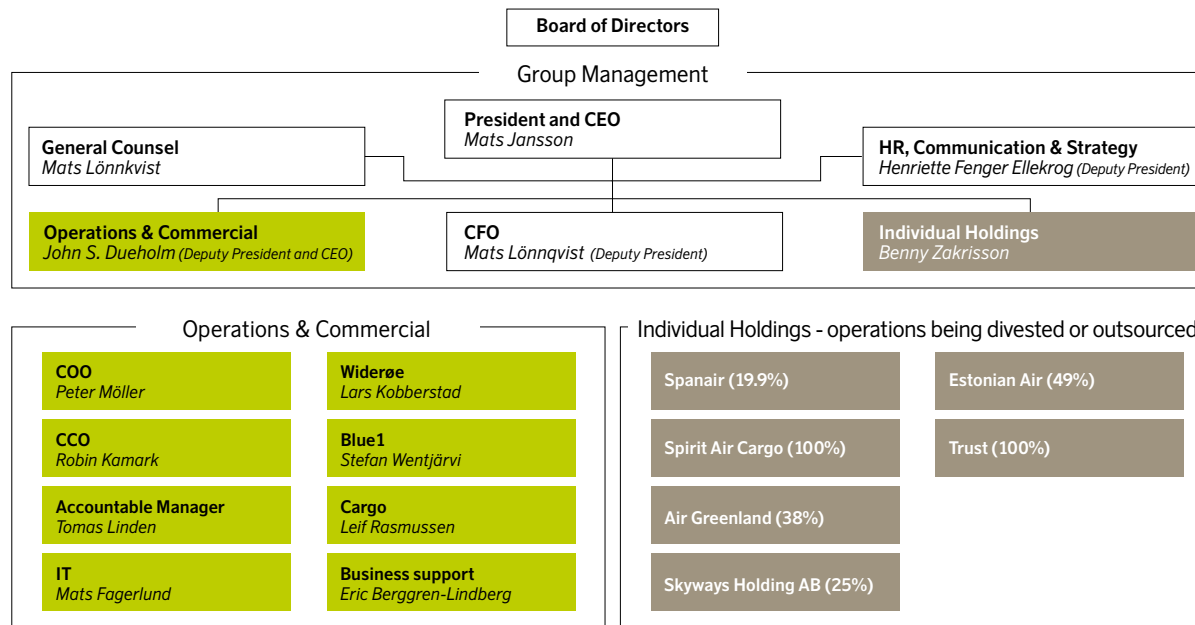 Board of Directors
Group Management
President and CEO
Mats Jansson
General Counsel
Mats Lönnkvist
HR, Communication & Strategy
Henriette Fenger Ellekrog (Deputy President)
Operations & Commercial
John S. Dueholm (Deputy President and CEO)
CFO
Mats Lönnqvist (Deputy President)
Individual Holdings
Benny Zakrisson
Operations & Commercial
COO
Peter Möller
Widerøe
Lars Kobberstad
CCO
Robin Kamark
Blue1
Stefan Wentjärvi
Accountable Manager
Tomas Linden
Cargo
Leif Rasmussen
IT
Mats Fagerlund
Business support
Eric Berggren-Lindberg
Individual Holdings - operations being divested or outsourced
Spanair (19.9%)
Estonian Air (49%)
Spirit Air Cargo (100%)
Trust (100%)
Air Greenland (38%)
Skyways Holding AB (25%)